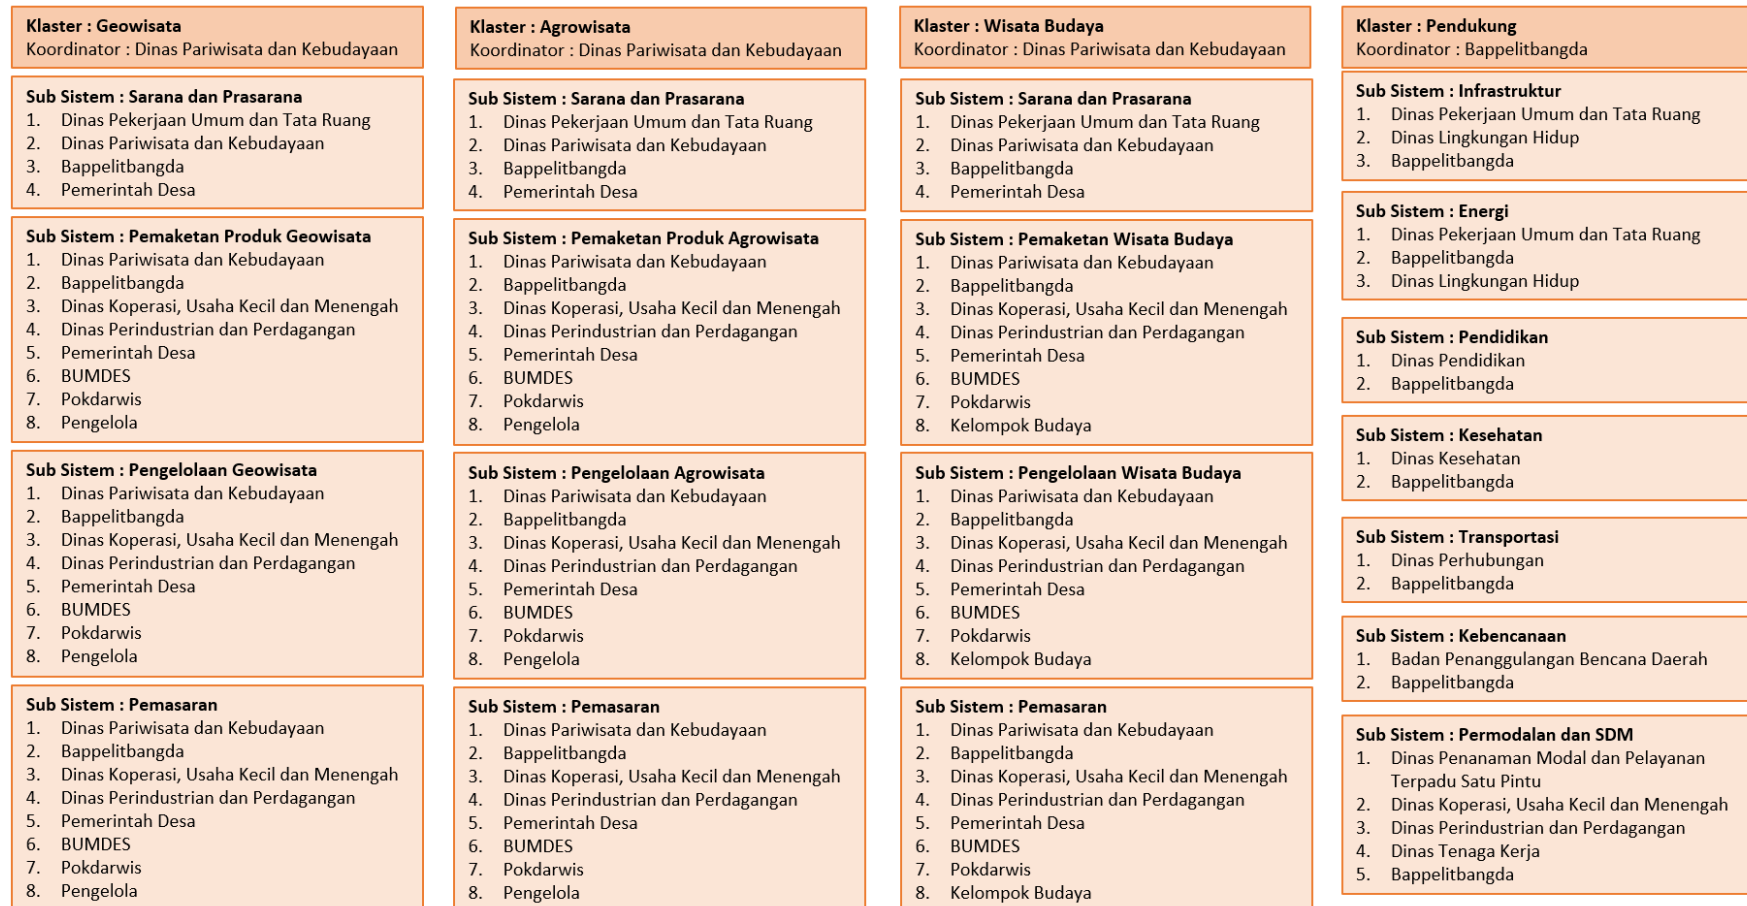 Klaster : Geowisata
Koordinator : Dinas Pariwisata dan Kebudayaan
Sub Sistem : Sarana dan Prasarana
1. Dinas Pekerjaan Umum dan Tata Ruang
2. Dinas Pariwisata dan Kebudayaan
3. Bappelitbangda
4. Pemerintah Desa
Sub Sistem : Pemaketan Produk Geowisata
1. Dinas Pariwisata dan Kebudayaan
2. Bappelitbangda
3. Dinas Koperasi, Usaha Kecil dan Menengah
4. Dinas Perindustrian dan Perdagangan
5. Pemerintah Desa
6. BUMDES
7. Pokdarwis
8. Pengelola
Sub Sistem : Pengelolaan Geowisata
1. Dinas Pariwisata dan Kebudayaan
2. Bappelitbangda
3. Dinas Koperasi, Usaha Kecil dan Menengah
4. Dinas Perindustrian dan Perdagangan
5. Pemerintah Desa
6. BUMDES
7. Pokdarwis
8. Pengelola
Sub Sistem : Pemasaran
1. Dinas Pariwisata dan Kebudayaan
2. Bappelitbangda
3. Dinas Koperasi, Usaha Kecil dan Menengah
4. Dinas Perindustrian dan Perdagangan
5. Pemerintah Desa
6. BUMDES
7. Pokdarwis
8. Pengelola
Klaster : Agrowisata
Koordinator : Dinas Pariwisata dan Kebudayaan
Sub Sistem : Sarana dan Prasarana
1. Dinas Pekerjaan Umum dan Tata Ruang
2. Dinas Pariwisata dan Kebudayaan
3. Bappelitbangda
4. Pemerintah Desa
Sub Sistem : Pemaketan Produk Agrowisata
1. Dinas Pariwisata dan Kebudayaan
2. Bappelitbangda
3. Dinas Koperasi, Usaha Kecil dan Menengah
4. Dinas Perindustrian dan Perdagangan
5. Pemerintah Desa
6. BUMDES
7. Pokdarwis
8. Pengelola
Sub Sistem : Pengelolaan Agrowisata
1. Dinas Pariwisata dan Kebudayaan
2. Bappelitbangda
3. Dinas Koperasi, Usaha Kecil dan Menengah
4. Dinas Perindustrian dan Perdagangan
5. Pemerintah Desa
6. BUMDES
7. Pokdarwis
8. Pengelola
Sub Sistem : Pemasaran
1. Dinas Pariwisata dan Kebudayaan
2. Bappelitbangda
3. Dinas Koperasi, Usaha Kecil dan Menengah
4. Dinas Perindustrian dan Perdagangan
5. Pemerintah Desa
6. BUMDES
7. Pokdarwis
8. Pengelola
Klaster : Wisata Budaya
Koordinator : Dinas Pariwisata dan Kebudayaan
Sub Sistem : Sarana dan Prasarana
1. Dinas Pekerjaan Umum dan Tata Ruang
2. Dinas Pariwisata dan Kebudayaan
3. Bappelitbangda
4. Pemerintah Desa
Sub Sistem : Pemaketan Wisata Budaya
1. Dinas Pariwisata dan Kebudayaan
2. Bappelitbangda
3. Dinas Koperasi, Usaha Kecil dan Menengah
4. Dinas Perindustrian dan Perdagangan
5. Pemerintah Desa
6. BUMDES
7. Pokdarwis
8. Kelompok Budaya
Sub Sistem : Pengelolaan Wisata Budaya
1. Dinas Pariwisata dan Kebudayaan
2. Bappelitbangda
3. Dinas Koperasi, Usaha Kecil dan Menengah
4. Dinas Perindustrian dan Perdagangan
5. Pemerintah Desa
6. BUMDES
7. Pokdarwis
8. Kelompok Budaya
Sub Sistem : Pemasaran
1. Dinas Pariwisata dan Kebudayaan
2. Bappelitbangda
3. Dinas Koperasi, Usaha Kecil dan Menengah
4. Dinas Perindustrian dan Perdagangan
5. Pemerintah Desa
6. BUMDES
7. Pokdarwis
8. Kelompok Budaya
Klaster : Pendukung
Koordinator : Bappelitbangda
Sub Sistem : Infrastruktur
1. Dinas Pekerjaan Umum dan Tata Ruang
2. Dinas Lingkungan Hidup
3. Bappelitbangda
Sub Sistem : Energi
1. Dinas Pekerjaan Umum dan Tata Ruang
2. Bappelitbangda
3. Dinas Lingkungan Hidup
Sub Sistem : Pendidikan
1. Dinas Pendidikan
2. Bappelitbangda
Sub Sistem : Kesehatan
1. Dinas Kesehatan
2. Bappelitbangda
Sub Sistem : Transportasi
1. Dinas Perhubungan
2. Bappelitbangda
Sub Sistem : Kebencanaan
1. Badan Penanggulangan Bencana Daerah
2. Bappelitbangda
Sub Sistem : Permodalan dan SDM
1. Dinas Penanaman Modal dan Pelayanan
Terpadu Satu Pintu
2. Dinas Koperasi, Usaha Kecil dan Menengah
3. Dinas Perindustrian dan Perdagangan
4. Dinas Tenaga Kerja
5. Bappelitbangda